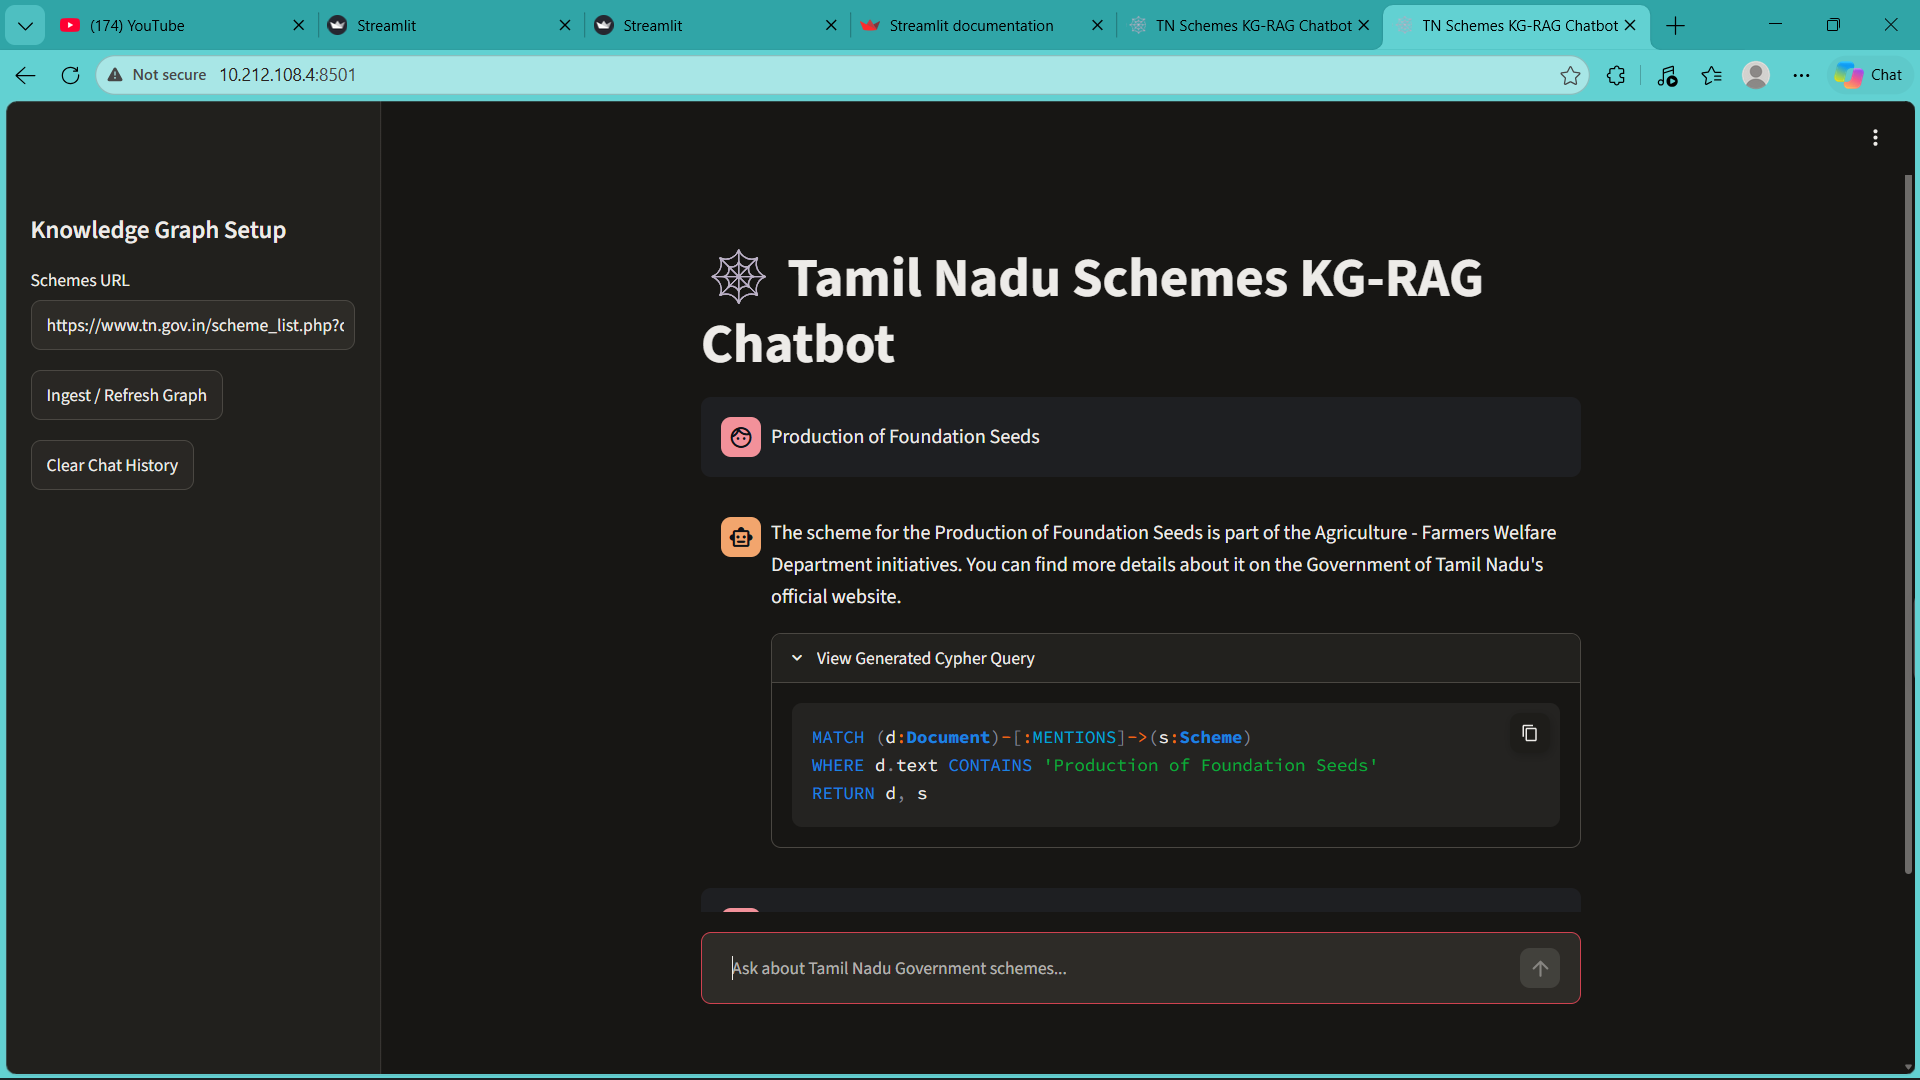 (174) YouTube
Streamlit
Streamlit
Streamlit documentation
TN Schemes KG-RAG Chatbot
TN Schemes KG-RAG Chatbot
Not secure 10.212.108.4:8501
Chat
Knowledge Graph Setup
Schemes URL
https://www.tn.gov.in/scheme_list.php?
Ingest / Refresh Graph
Clear Chat History
Tamil Nadu Schemes KG-RAG
Chatbot
Production of Foundation Seeds
The scheme for the Production of Foundation Seeds is part of the Agriculture - Farmers Welfare
Department initiatives. You can find more details about it on the Government of Tamil Nadu's
official website.
View Generated Cypher Query
MATCH (d:Document)-[:MENTIONS]->(s:Scheme)
WHERE d.text CONTAINS 'Production of Foundation Seeds'
RETURN d, s
Ask about Tamil Nadu Government schemes...